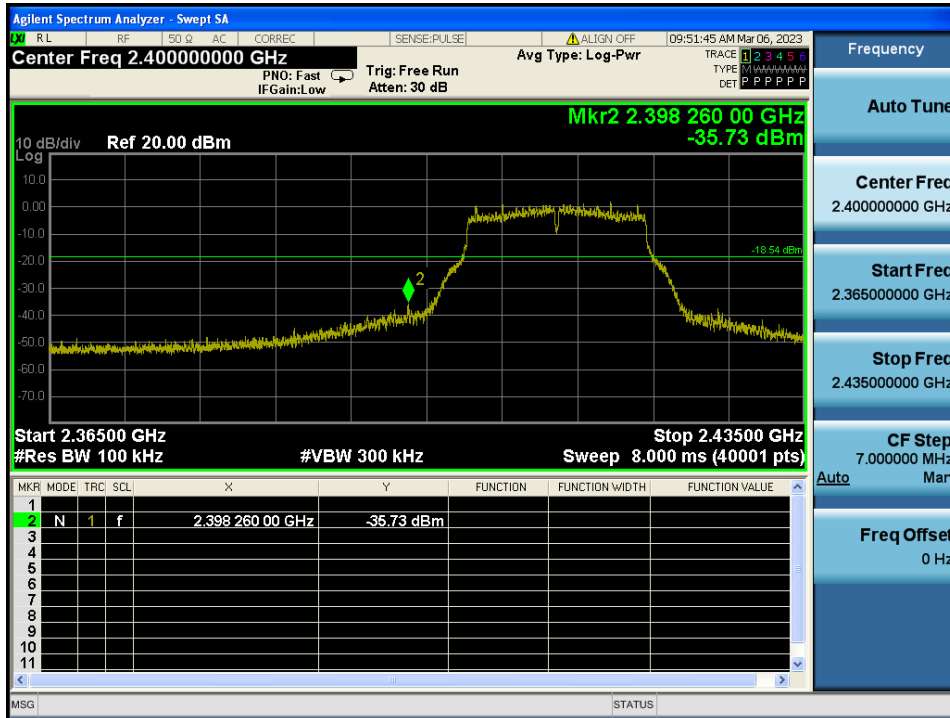 Agilent Spectrum Analyzer - Swept SA
LXI RL RF 50 Ω AC CORREC SENSE:PULSE ALIGN OFF 09:51:45 AM Mar 06, 2023
Center Freq 2.400000000 GHz
PNO: Fast
IFGain:Low
Trig: Free Run
Atten: 30 dB
Avg Type: Log-Pwr
TRACE 1 2 3 4 5 6
TYPE M
DET P P P P P P
Mkr2 2.398 260 00 GHz
-35.73 dBm
10 dB/div Ref 20.00 dBm
Log
10.0
0.00
-10.0
-18.54 dBm
-20.0
2
-30.0
-40.0
-50.0
-60.0
-70.0
Start 2.36500 GHz Stop 2.43500 GHz
#Res BW 100 kHz #VBW 300 kHz Sweep 8.000 ms (40001 pts)
MKR MODE TRC SCL X Y FUNCTION FUNCTION WIDTH FUNCTION VALUE
1
2 N 1 f 2.398 260 00 GHz -35.73 dBm
3
4
5
6
7
8
9
10
11
MSG STATUS
Frequency
Auto Tune
Center Freq
2.400000000 GHz
Start Freq
2.365000000 GHz
Stop Freq
2.435000000 GHz
CF Step
7.000000 MHz
Auto Man
Freq Offset
0 Hz